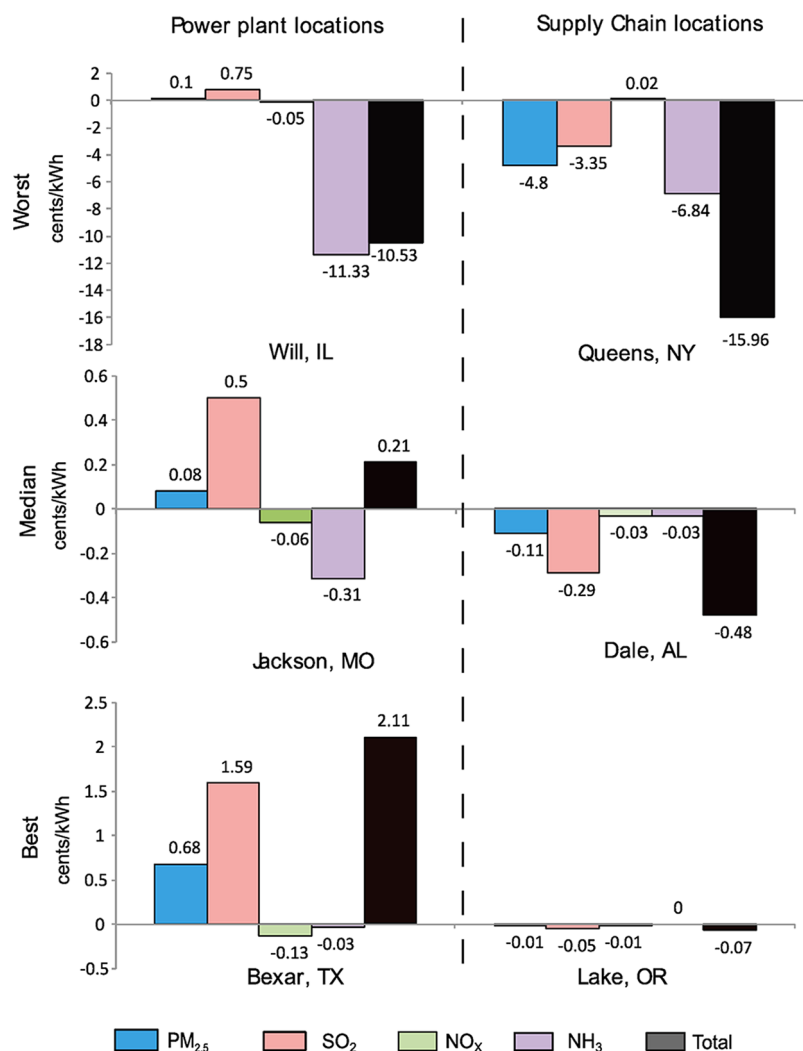 Power plant locations
Supply Chain locations
Worst
cents/kWh
2
0
-2
-4
-6
-8
-10
-12
-14
-16
-18
0.1
0.75
-0.05
-11.33
-10.53
Will, IL
-4.8
-3.35
0.02
-6.84
-15.96
Queens, NY
Median
cents/kWh
0.6
0.4
0.2
0
-0.2
-0.4
-0.6
0.08
0.5
-0.06
-0.31
0.21
Jackson, MO
-0.11
-0.29
-0.03
-0.03
-0.48
Dale, AL
Best
cents/kWh
2.5
2
1.5
1
0.5
0
-0.5
0.68
1.59
-0.13
-0.03
2.11
Bexar, TX
-0.01
-0.05
-0.01
0
-0.07
Lake, OR
PM2.5
SO2
NOX
NH3
Total